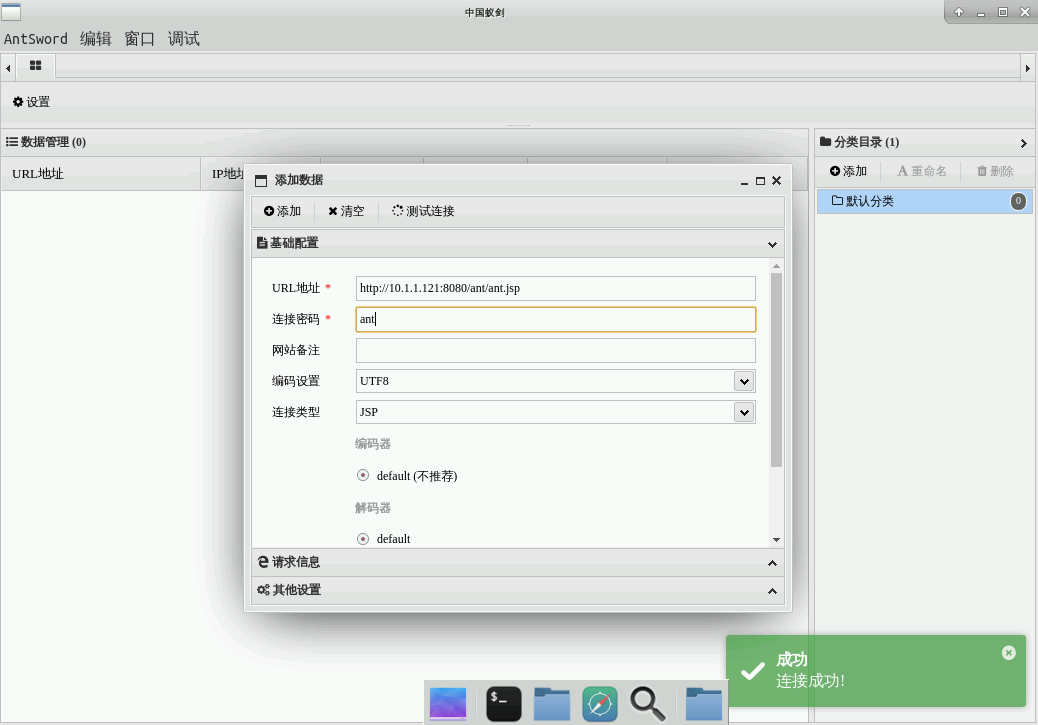 中国蚁剑
AntSword 编辑 窗口 调试
设置
数据管理 (0)
分类目录 (1)
URL地址
IP地
添加 重命名 删除
默认分类 0
添加数据
添加 清空 测试连接
基础配置
URL地址 * http://10.1.1.121:8080/ant/ant.jsp
连接密码 * ant
网站备注
编码设置 UTF8
连接类型 JSP
编码器
default (不推荐)
解码器
default
请求信息
其他设置
成功
连接成功!
$_